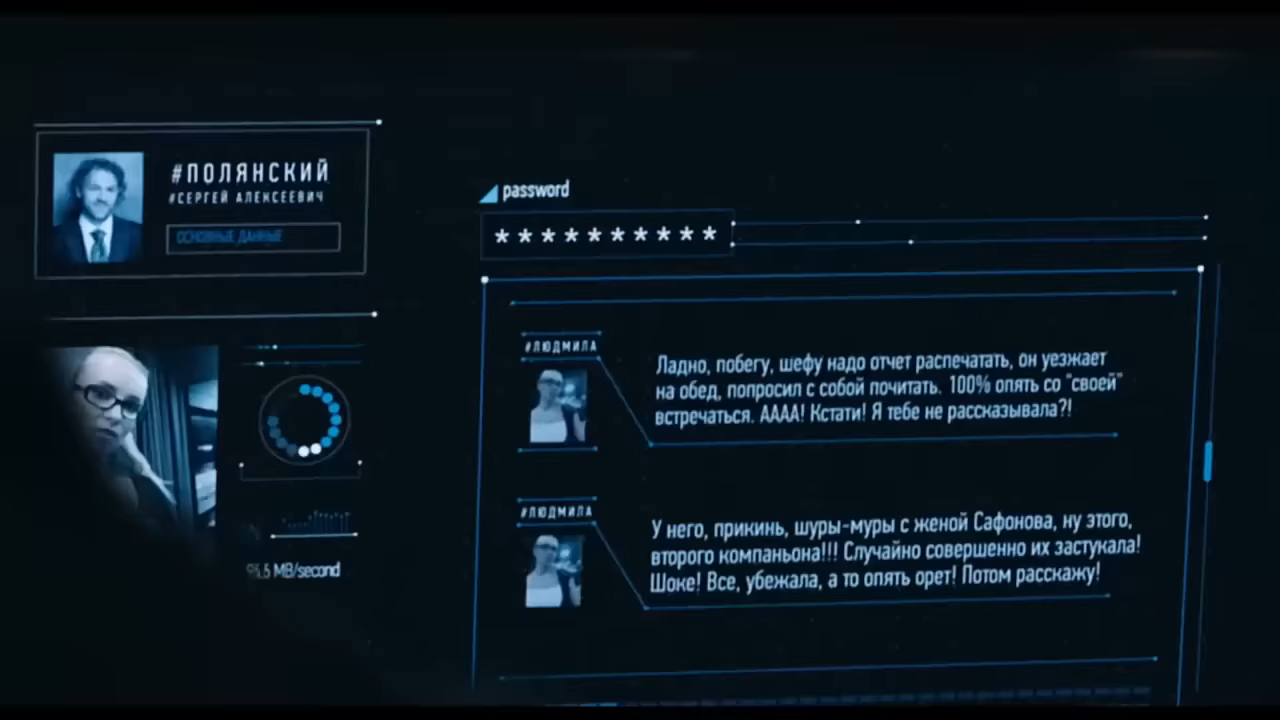 #ПОЛЯНСКИЙ
#СЕРГЕЙ АЛЕКСЕЕВИЧ
ОСНОВНЫЕ ДАННЫЕ
password
**********
#ЛЮДМИЛА
Ладно, побегу, шефу надо отчет распечатать, он уезжает
на обед, попросил с собой почитать. 100% опять со "своей"
встречаться. АААА! Кстати! Я тебе не рассказывала?!
#ЛЮДМИЛА
У него, прикинь, шуры-муры с женой Сафонова, ну этого,
второго компаньона!!! Случайно совершенно их застукала!
Шоке! Все, убежала, а то опять орет! Потом расскажу!
96.6 MB/second